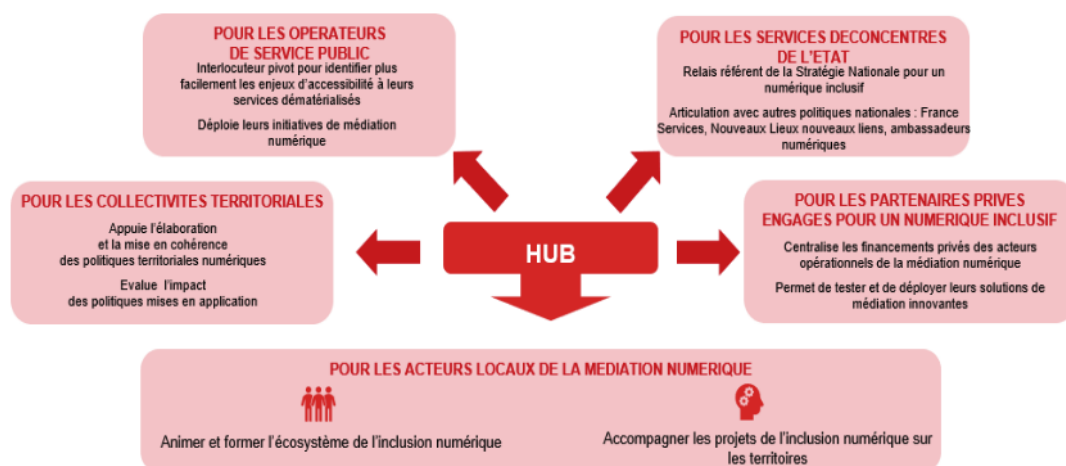 POUR LES OPERATEURS
DE SERVICE PUBLIC
Interlocuteur pivot pour identifier plus
facilement les enjeux d'accessibilité à leurs
services dématérialisés
Déploie leurs initiatives de médiation
numérique
POUR LES SERVICES DECONCENTRES
DE L'ETAT
Relais référent de la Stratégie Nationale pour un
numérique inclusif
Articulation avec autres politiques nationales : France
Services, Nouveaux Lieux nouveaux liens, ambassadeurs
numériques
POUR LES COLLECTIVITES TERRITORIALES
Appuie l'élaboration
et la mise en cohérence
des politiques territoriales numériques
Evalue l'impact
des politiques mises en application
HUB
POUR LES PARTENAIRES PRIVES
ENGAGES POUR UN NUMERIQUE INCLUSIF
Centralise les financements privés des acteurs
opérationnels de la médiation numérique
Permet de tester et de déployer leurs solutions de
médiation innovantes
POUR LES ACTEURS LOCAUX DE LA MEDIATION NUMERIQUE
Animer et former l'écosystème de l'inclusion numérique
Accompagner les projets de l'inclusion numérique sur
les territoires